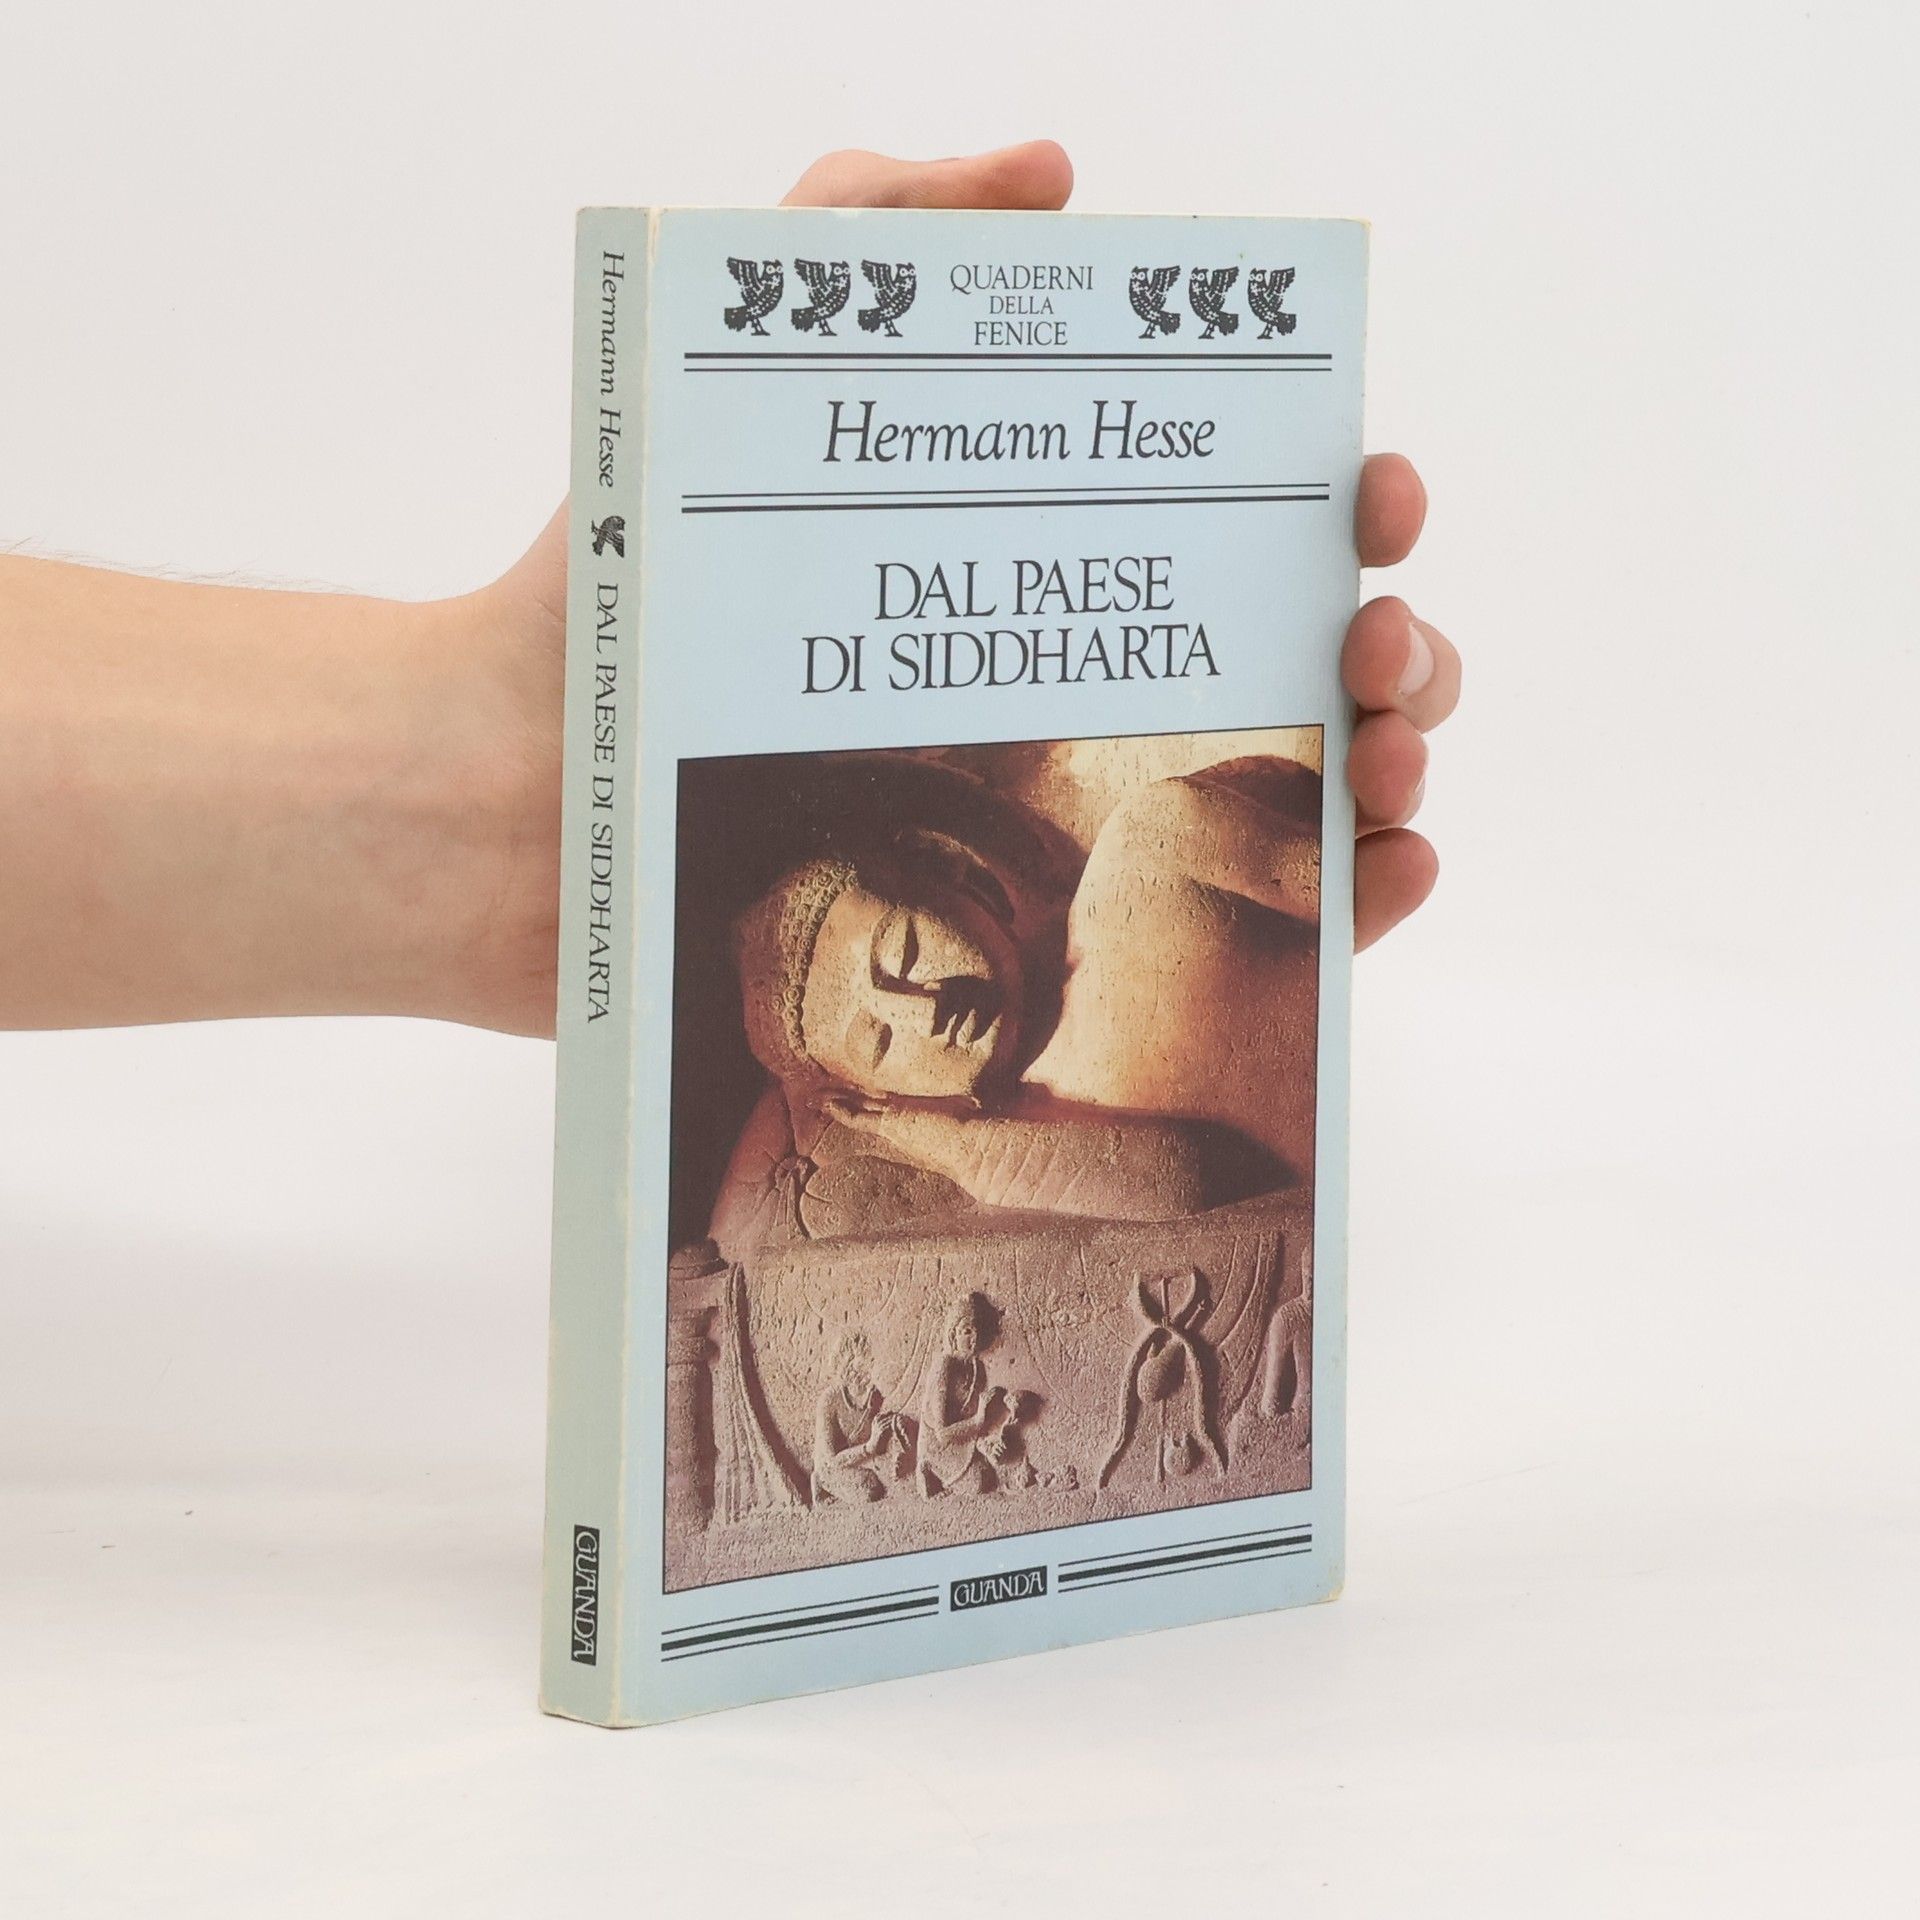 Hermann Hesse DAL PAESE DI SIDDHARTA GUANDA
QUADERNI
DELLA
FENICE
Hermann Hesse
DAL PAESE
DI SIDDHARTA
GUANDA